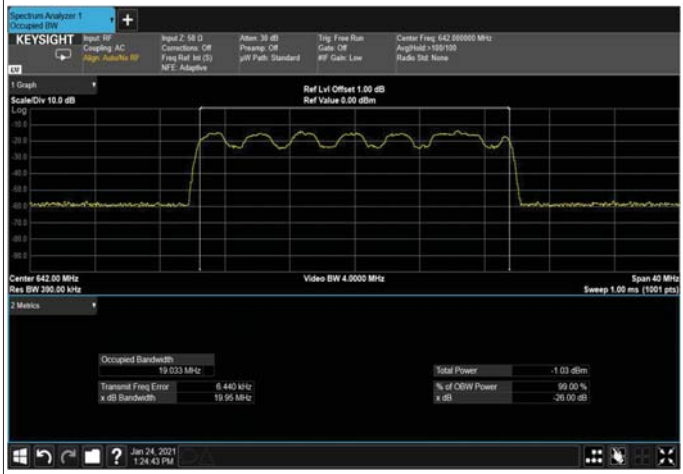 Spectrum Analyzer 1
Occupied BW
+
KEYSIGHT
Input: RF
Coupling: AC
Align: Auto/No RF
Input Z: 50 Ω
Corrections: Off
Freq Ref: Int (S)
NFE: Adaptive
Atten: 30 dB
Preamp: Off
µW Path: Standard
Trig: Free Run
Gate: Off
#IF Gain: Low
Center Freq: 642.000000 MHz
Avg|Hold:>100/100
Radio Std: None
1 Graph
Scale/Div 10.0 dB
Ref Lvl Offset 1.00 dB
Ref Value 0.00 dBm
Log
-10.0
-20.0
-30.0
-40.0
-50.0
-60.0
-70.0
-80.0
-90.0
Center 642.00 MHz
Video BW 4.0000 MHz
Span 40 MHz
Res BW 390.00 kHz
Sweep 1.00 ms (1001 pts)
2 Metrics
Occupied Bandwidth
19.033 MHz
Transmit Freq Error 6.440 kHz
x dB Bandwidth 19.95 MHz
Total Power -1.03 dBm
% of OBW Power 99.00 %
x dB -26.00 dB
?
Jan 24, 2021
1:24:43 PM